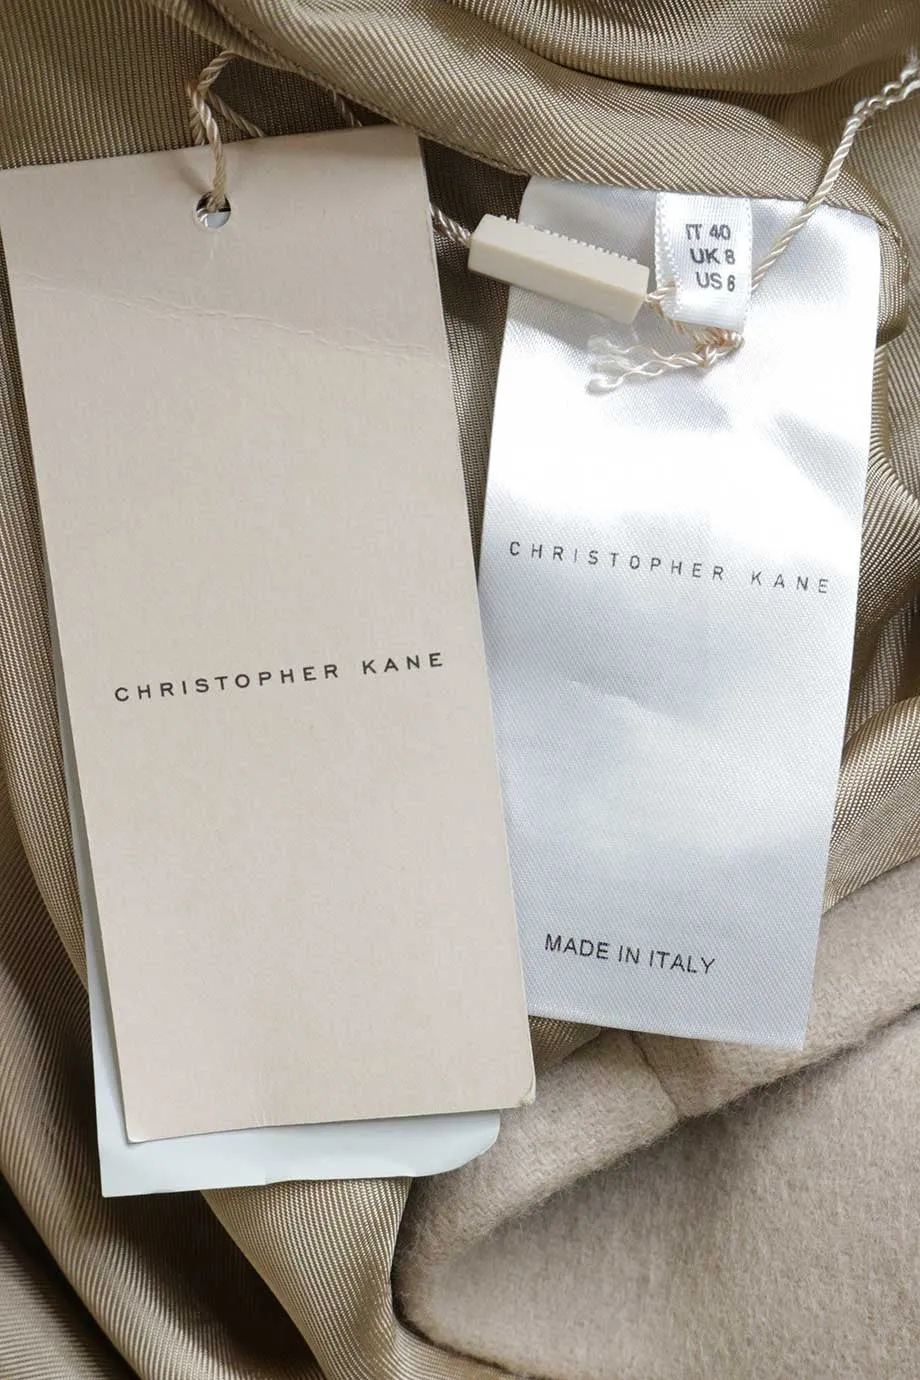 IT 40
UK 8
US 6
CHRISTOPHER KANE
CHRISTOPHER KANE
MADE IN ITALY